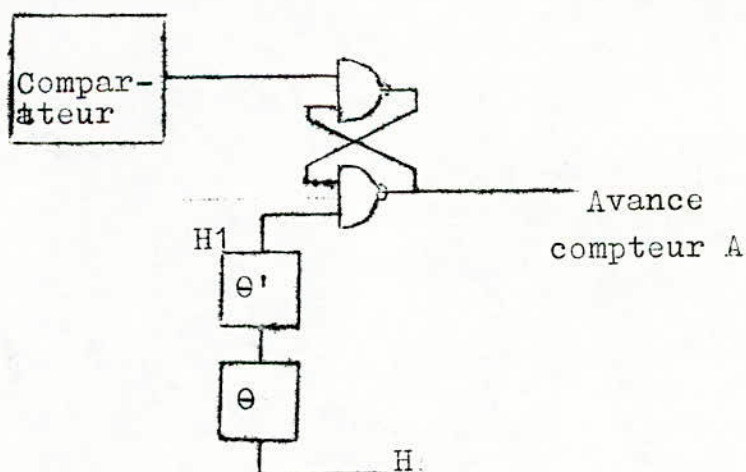 Compar-
ateur
Avance
compteur A
H1
θ'
θ
H